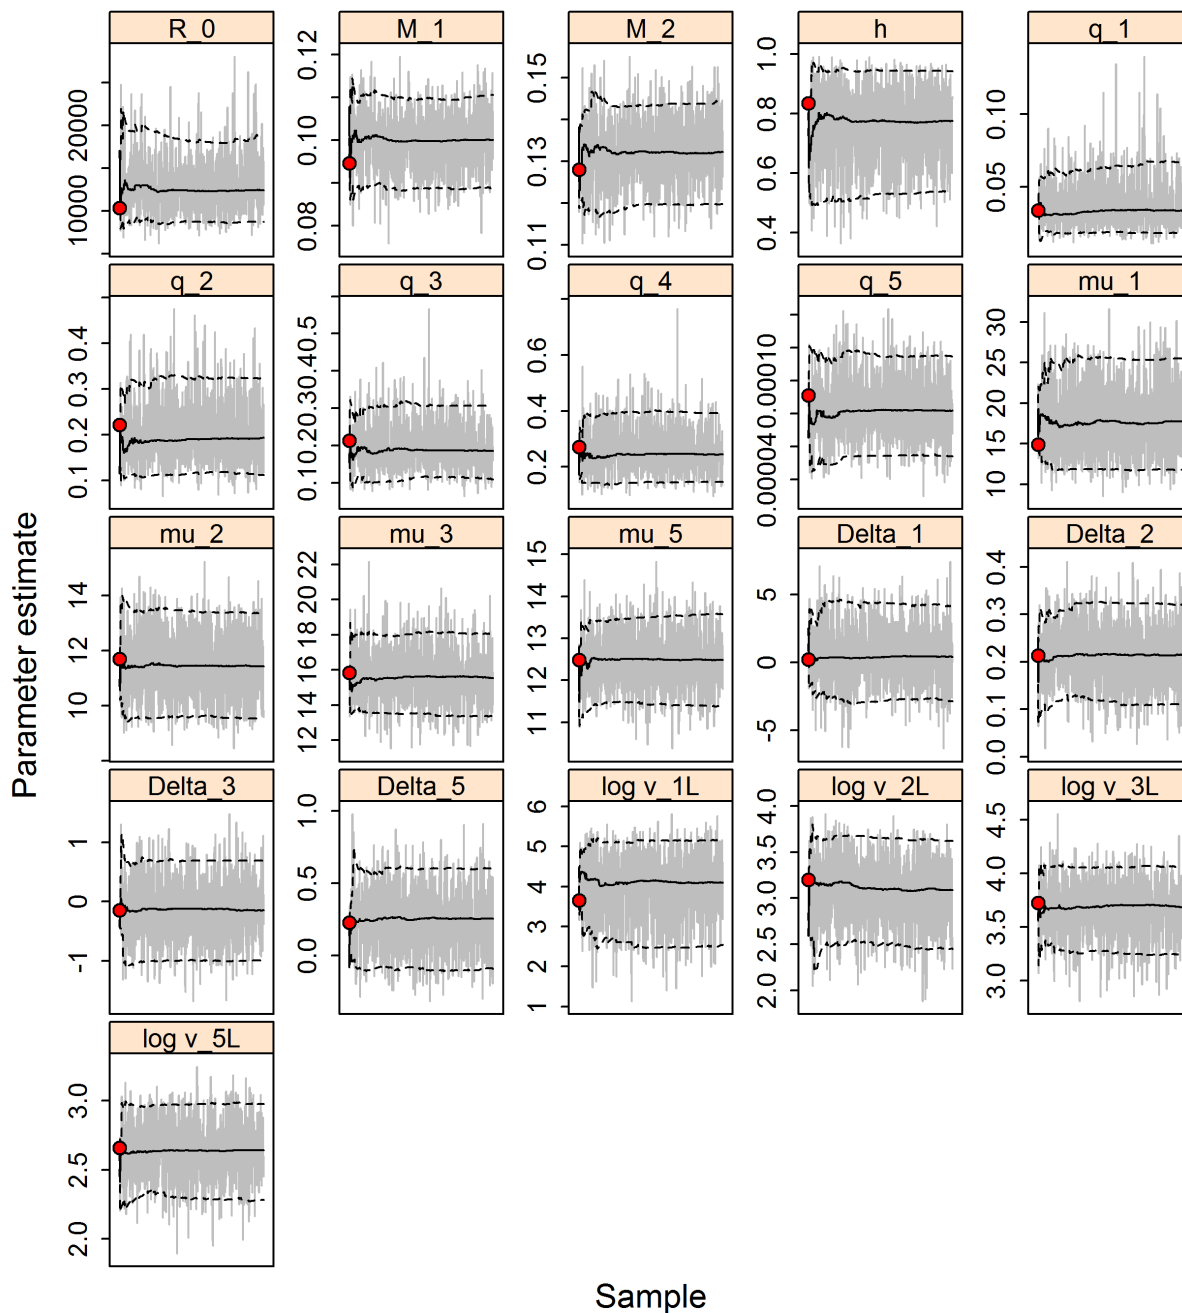 R_0
M_1
M_2
h
q_1
10000 20000
0.08 0.10 0.12
0.11 0.13 0.15
0.4 0.6 0.8 1.0
0.05 0.10
q_2
q_3
q_4
q_5
mu_1
0.1 0.2 0.3 0.4
0.10 0.20 0.30 0.40 0.5
0.2 0.4 0.6
0.00004 0.00010
10 15 20 25 30
mu_2
mu_3
mu_5
Delta_1
Delta_2
10 12 14
12 14 16 18 20 22
11 12 13 14 15
−5 0 5
0.0 0.1 0.2 0.3 0.4
Delta_3
Delta_5
log v_1L
log v_2L
log v_3L
−1 0 1
0.0 0.5 1.0
1 2 3 4 5 6
2.0 2.5 3.0 3.5 4.0
3.0 3.5 4.0 4.5
log v_5L
2.0 2.5 3.0
Parameter estimate
Sample